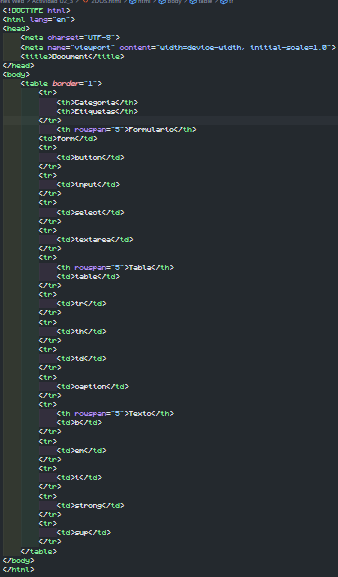 <!DOCTYPE html>
<html lang="en">
<head>
<meta charset="UTF-8">
<meta name="viewport" content="width=device-width, initial-scale=1.0">
<title>Document</title>
</head>
<body>
<table border="1">
<tr>
<th>Categoria</th>
<th>Etiquetas</th>
</tr>
<th rowspan="5">Formulario</th>
<td>form</td>
<tr>
<td>button</td>
</tr>
<tr>
<td>input</td>
</tr>
<tr>
<td>select</td>
</tr>
<tr>
<td>textarea</td>
</tr>
<tr>
<th rowspan="5">Tabla</th>
<td>table</td>
</tr>
<tr>
<td>tr</td>
</tr>
<tr>
<td>th</td>
</tr>
<tr>
<td>td</td>
</tr>
<tr>
<td>caption</td>
</tr>
<tr>
<th rowspan="5">Texto</th>
<td>b</td>
</tr>
<tr>
<td>em</td>
</tr>
<tr>
<td>i</td>
</tr>
<tr>
<td>strong</td>
</tr>
<tr>
<td>sup</td>
</tr>
</table>
</body>
</html>